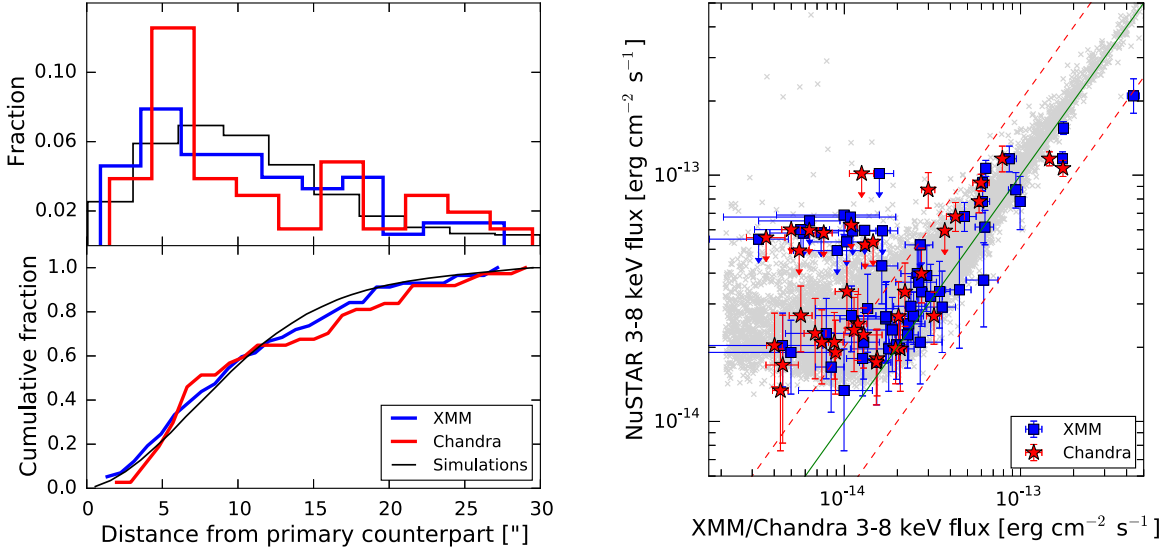 Fraction
0.10
0.06
0.02
Cumulative fraction
1.0
0.8
0.6
0.4
0.2
0.0
XMM
Chandra
Simulations
0 5 10 15 20 25 30
Distance from primary counterpart ["]
NuSTAR 3-8 keV flux [erg cm⁻² s⁻¹]
10⁻¹³
10⁻¹⁴
XMM
Chandra
10⁻¹⁴ 10⁻¹³
XMM/Chandra 3-8 keV flux [erg cm⁻² s⁻¹]